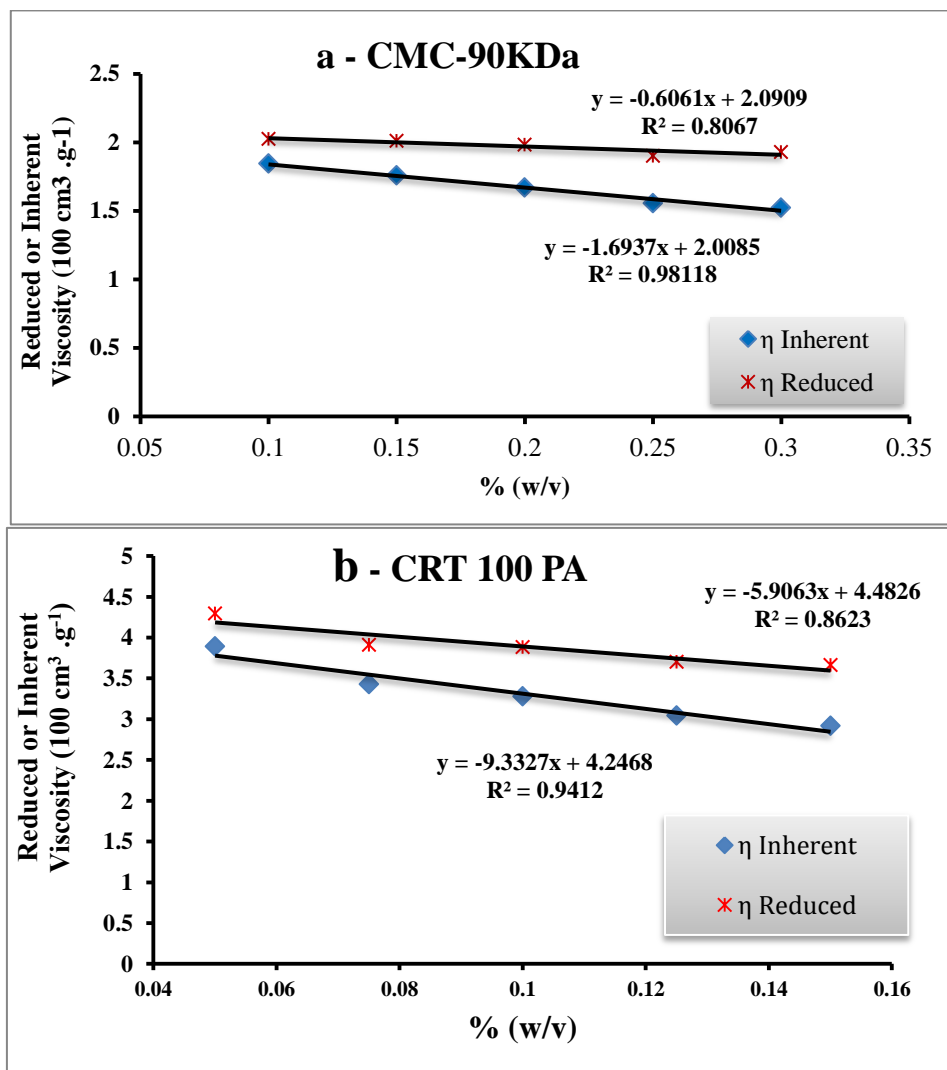 a - CMC-90KDa
2.5
2
1.5
1
0.5
0
Reduced or Inherent
Viscosity (100 cm3 .g-1)
y = -0.6061x + 2.0909
R² = 0.8067
y = -1.6937x + 2.0085
R² = 0.98118
η Inherent
η Reduced
0.05 0.1 0.15 0.2 0.25 0.3 0.35
% (w/v)
b - CRT 100 PA
5
4.5
4
3.5
3
2.5
2
1.5
1
0.5
0
Reduced or Inherent
Viscosity (100 cm³ .g⁻¹)
y = -5.9063x + 4.4826
R² = 0.8623
y = -9.3327x + 4.2468
R² = 0.9412
η Inherent
η Reduced
0.04 0.06 0.08 0.1 0.12 0.14 0.16
% (w/v)